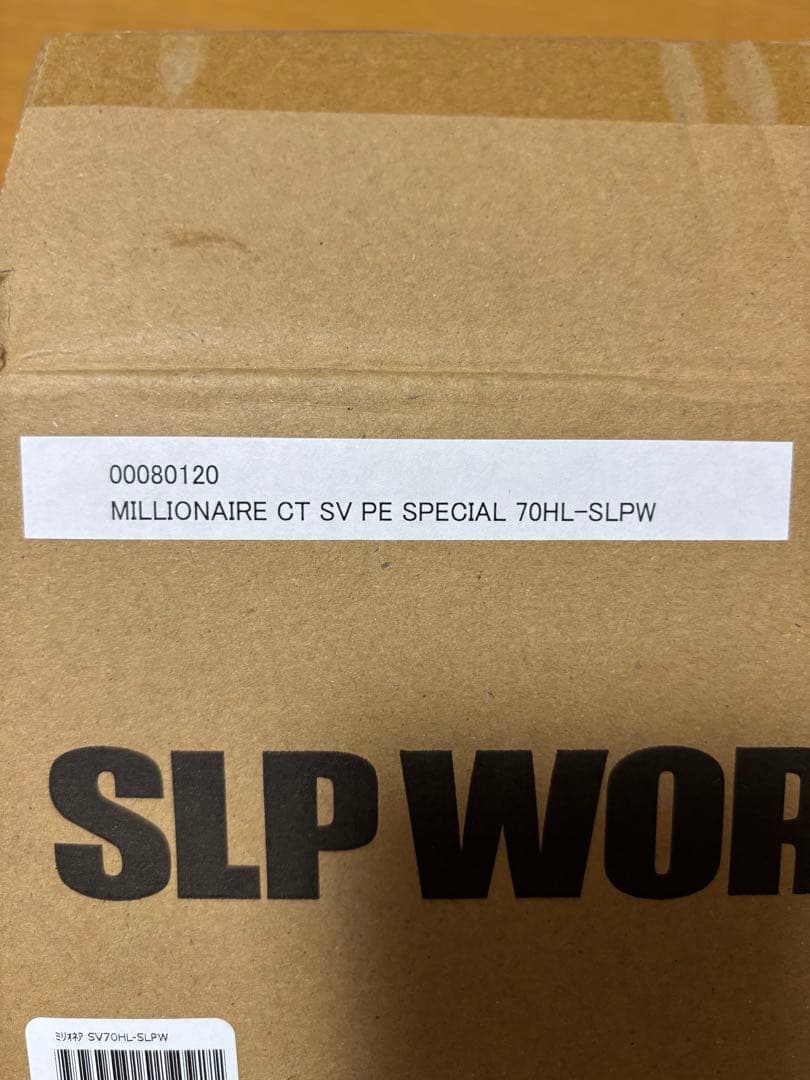 00080120
MILLIONAIRE CT SV PE SPECIAL 70HL-SLPW
SLP WOR
ﾐﾘｵﾈｱ SV70HL-SLPW